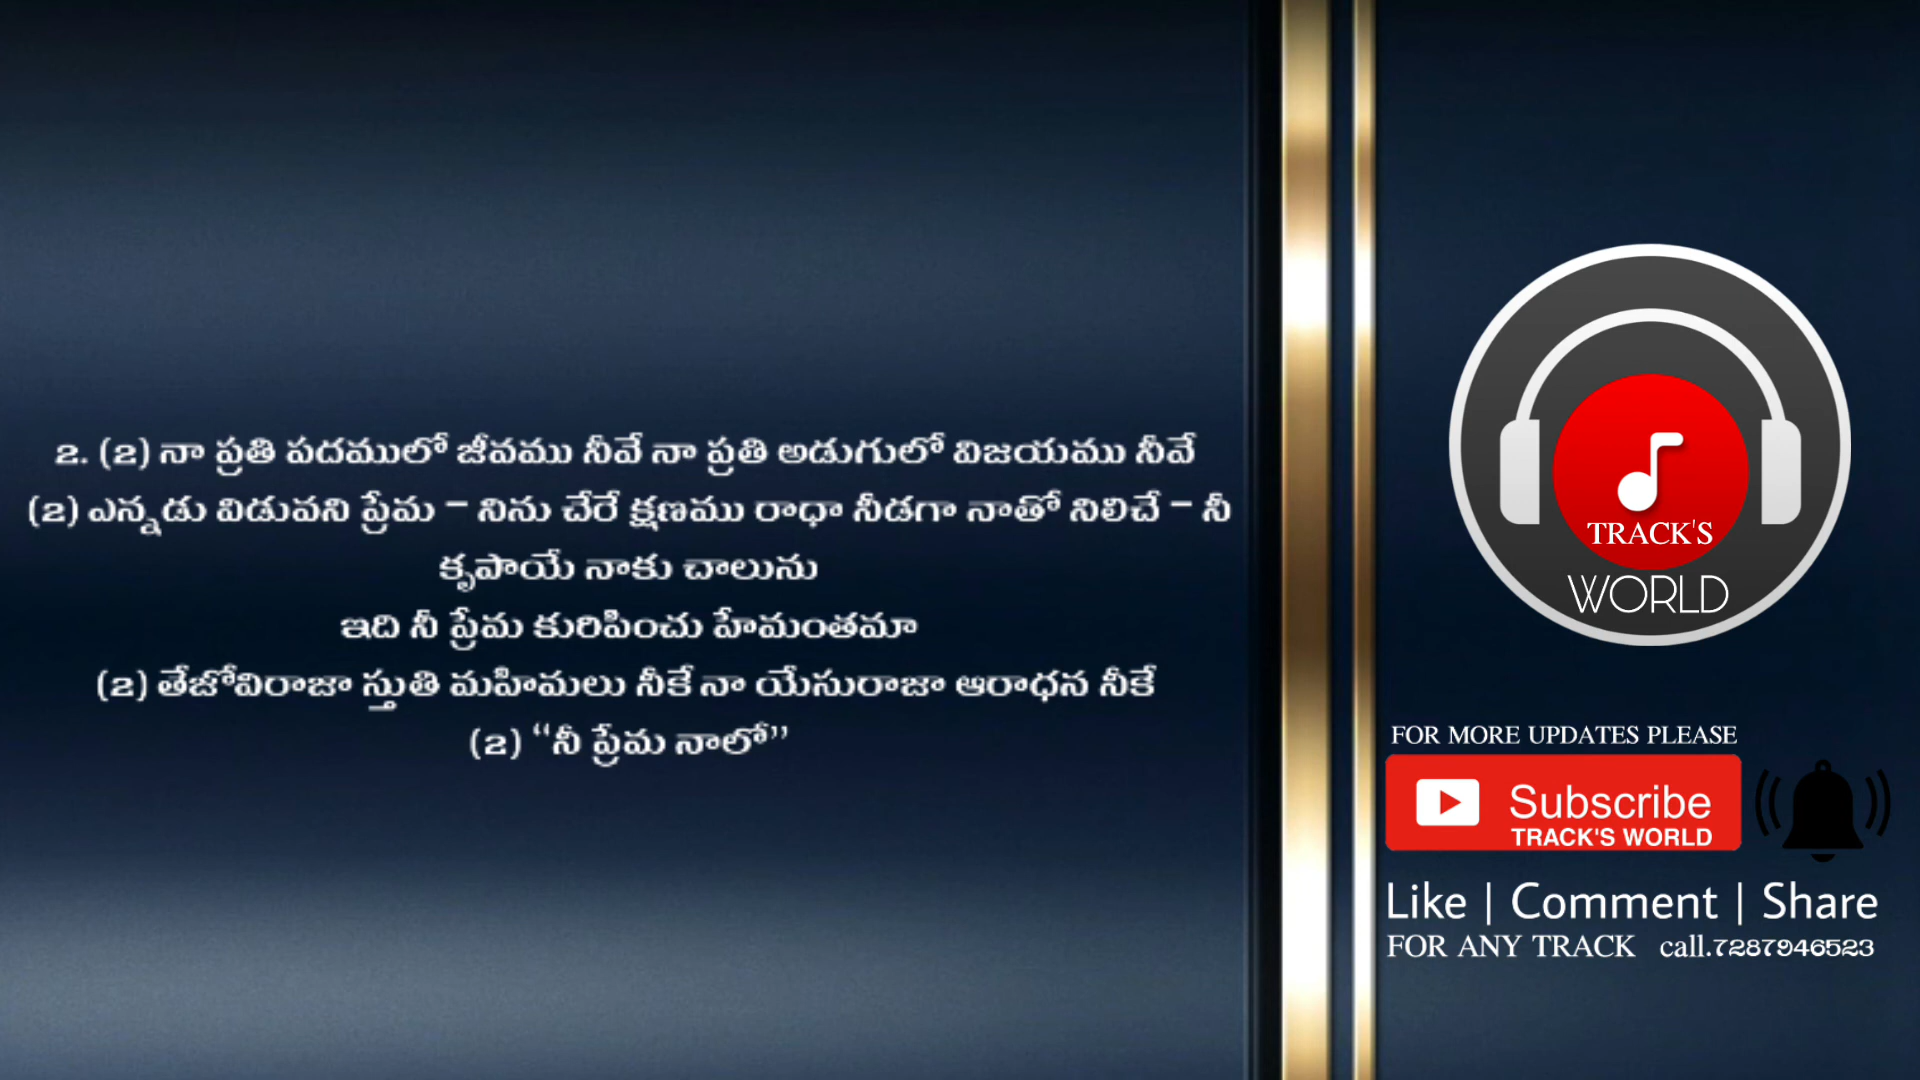 2. (2) నా ప్రతి పదములో జీవము నీవే నా ప్రతి అడుగులో విజయము నీవే
(2) ఎన్నడు విడువని ప్రేమ – నిను చేరే క్షణము రాధా నీడగా నాతో నిలిచే – నీ
కృపాయే నాకు చాలును
ఇది నీ ప్రేమ కురిపించు హేమంతమా
(2) తేజోవిరాజా స్తుతి మహిమలు నీకే నా యేసురాజా ఆరాధన నీకే
(2) “నీ ప్రేమ నాలో”
TRACK'S
WORLD
FOR MORE UPDATES PLEASE
Subscribe
TRACK'S WORLD
Like | Comment | Share
FOR ANY TRACK call.7287946523